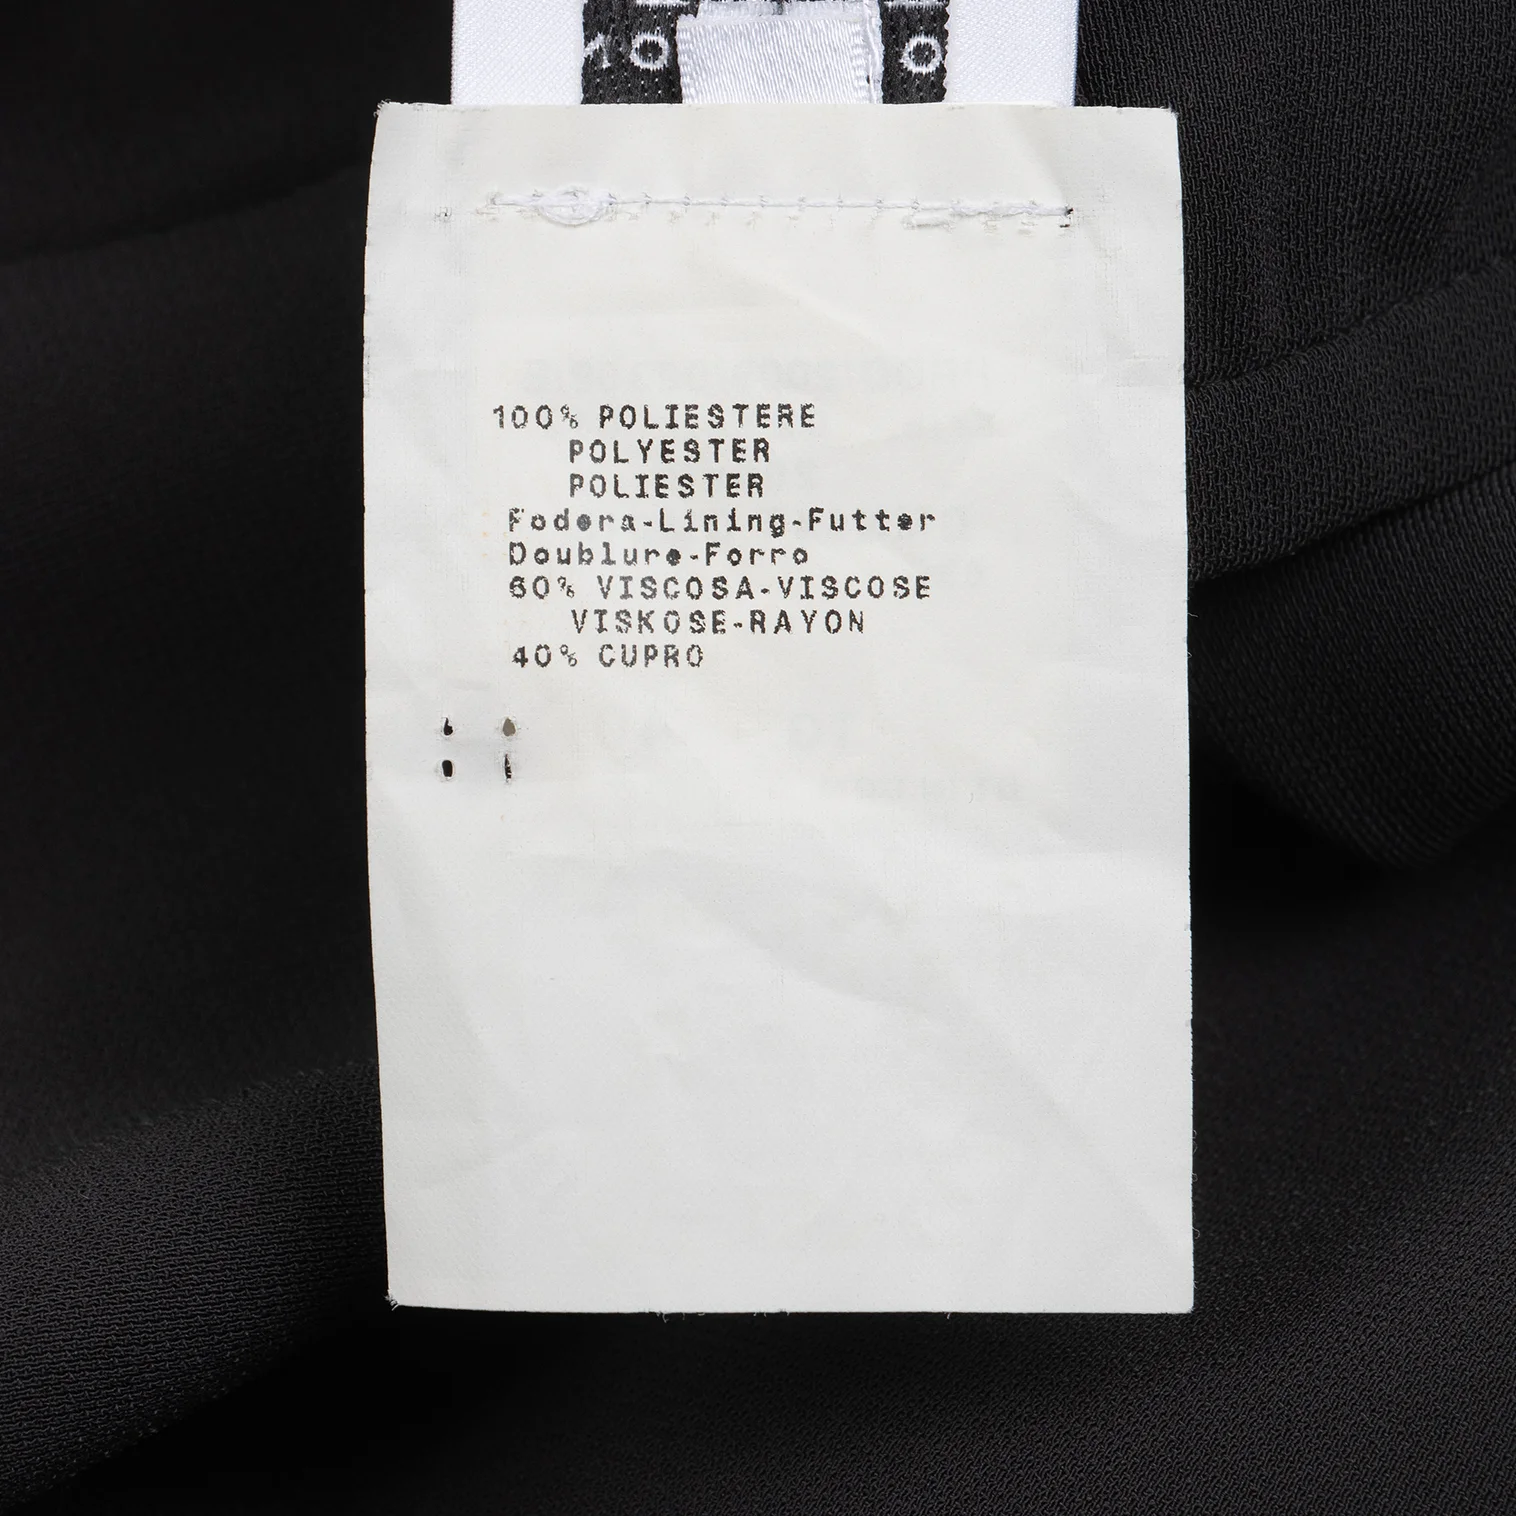 100% POLIESTERE
POLYESTER
POLIESTER
Fodera-Lining-Futter
Doublure-Forro
60% VISCOSA-VISCOSE
VISKOSE-RAYON
40% CUPRO